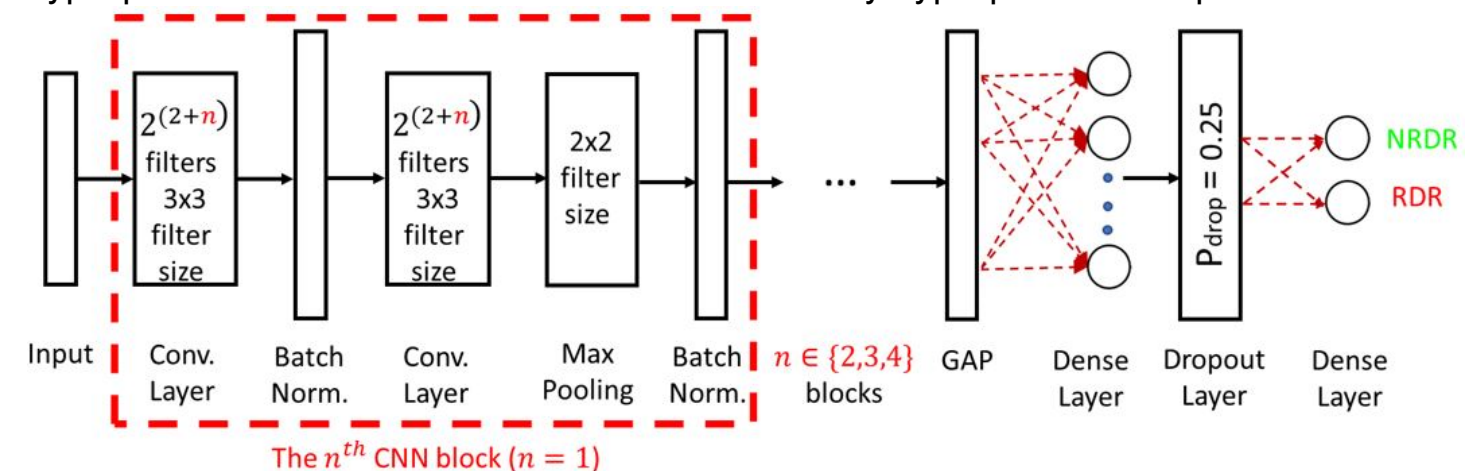 2^(2+n)
filters
3x3
filter
size
2^(2+n)
filters
3x3
filter
size
2x2
filter
size
...
P_drop = 0.25
NRDR
RDR
Input
Conv.
Layer
Batch
Norm.
Conv.
Layer
Max
Pooling
Batch
Norm.
n ∈ {2,3,4}
blocks
GAP
Dense
Layer
Dropout
Layer
Dense
Layer
The n^th CNN block (n = 1)